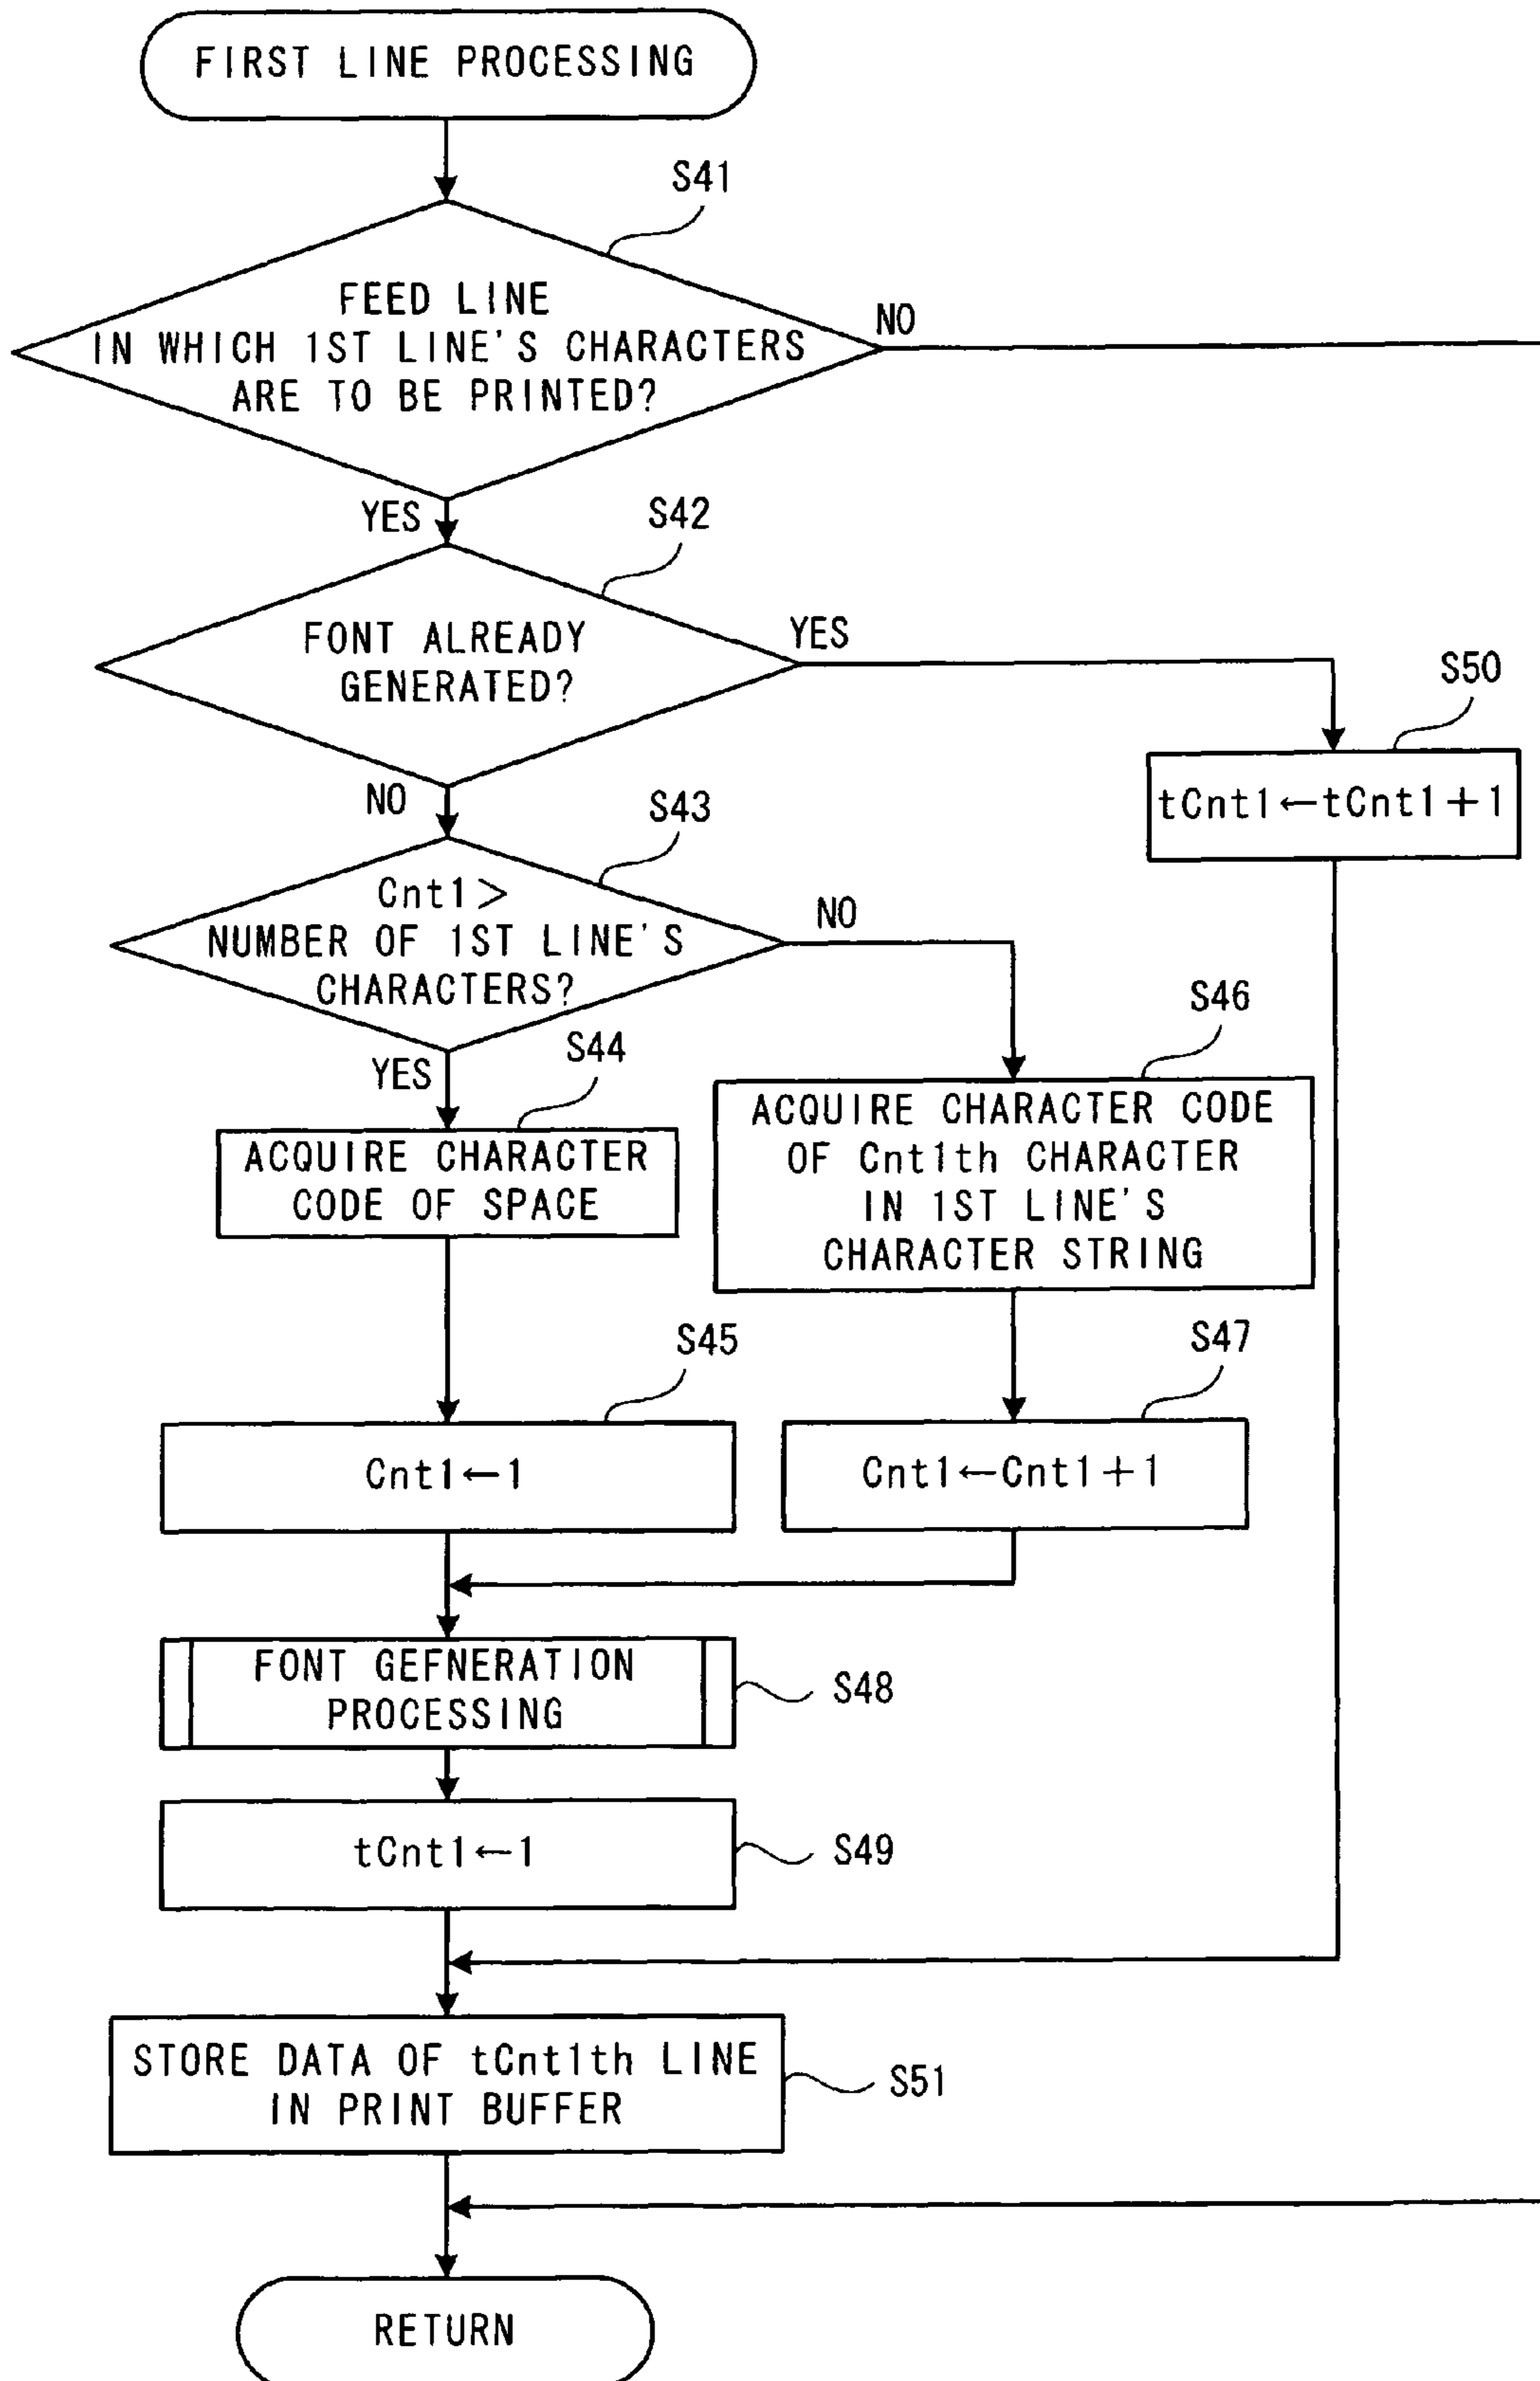 FIRST LINE PROCESSING
S41
FEED LINE
IN WHICH 1ST LINE'S CHARACTERS
ARE TO BE PRINTED?
NO
YES
S42
FONT ALREADY
GENERATED?
YES
S50
tCnt1←tCnt1+1
NO
S43
Cnt1>
NUMBER OF 1ST LINE'S
CHARACTERS?
NO
YES
S44
ACQUIRE CHARACTER
CODE OF SPACE
S46
ACQUIRE CHARACTER CODE
OF Cnt1th CHARACTER
IN 1ST LINE'S
CHARACTER STRING
S45
Cnt1←1
S47
Cnt1←Cnt1+1
FONT GEFNERATION
PROCESSING
S48
tCnt1←1
S49
STORE DATA OF tCnt1th LINE
IN PRINT BUFFER
S51
RETURN